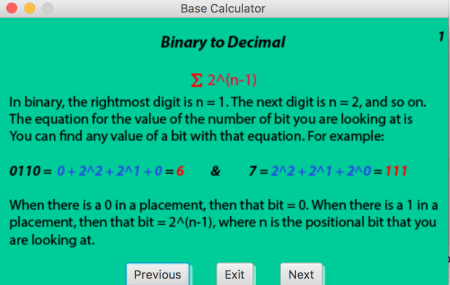 Base Calculator
1
Binary to Decimal
Σ 2^(n-1)
In binary, the rightmost digit is n = 1. The next digit is n = 2, and so on.
The equation for the value of the number of bit you are looking at is
You can find any value of a bit with that equation. For example:
0110 = 0 + 2^2 + 2^1 + 0 = 6 & 7 = 2^2 + 2^1 + 2^0 = 111
When there is a 0 in a placement, then that bit = 0. When there is a 1 in a
placement, then that bit = 2^(n-1), where n is the positional bit that you
are looking at.
Previous Exit Next